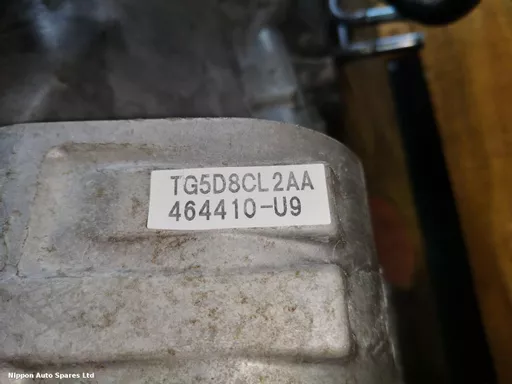 TG5D8CL2AA
464410-U9
Nippon Auto Spares Ltd